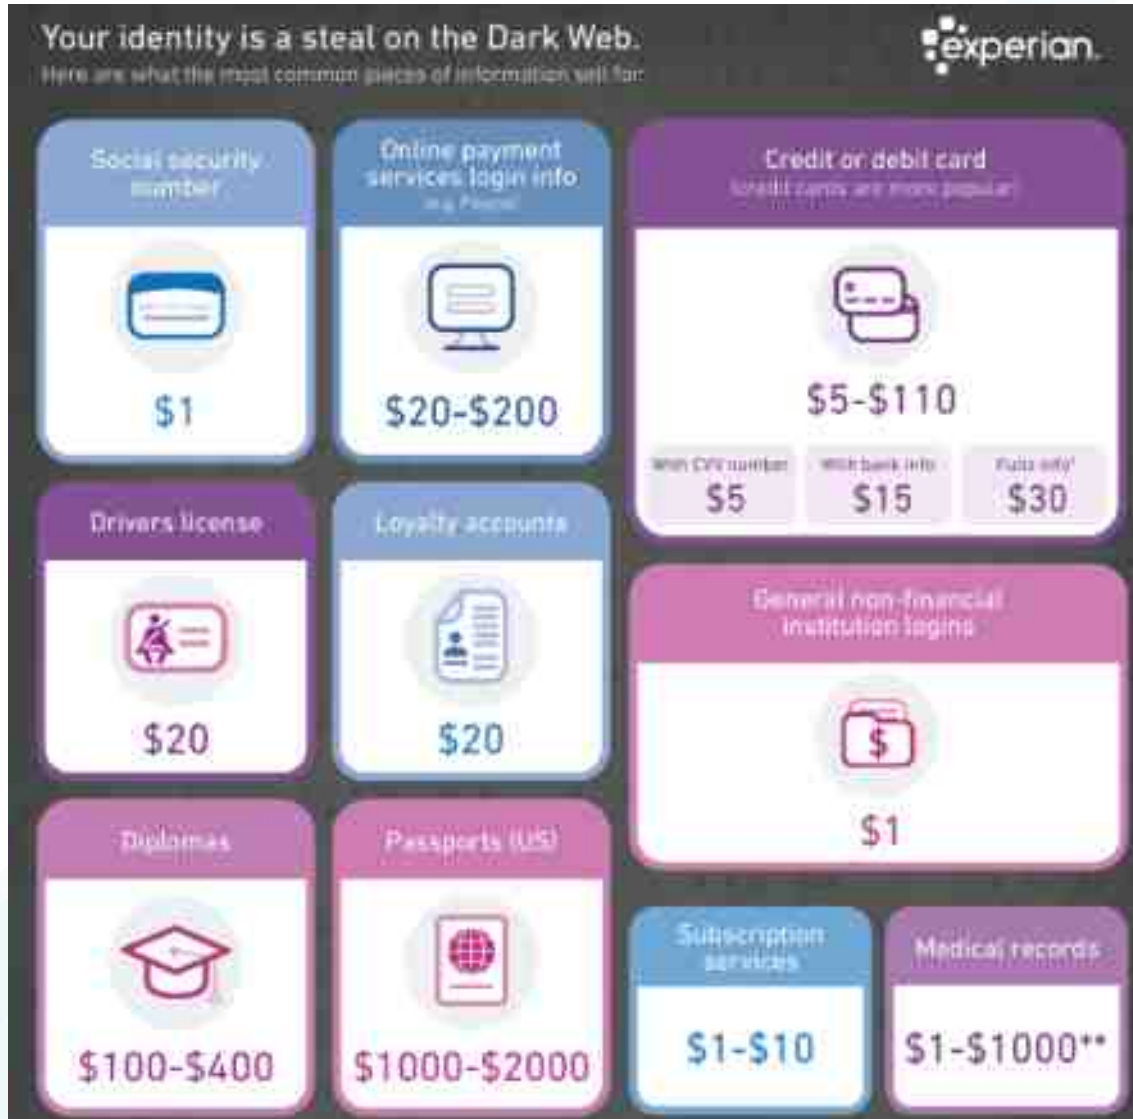 Your identity is a steal on the Dark Web.
experian.
Here are what the most common pieces of information sell for:
Social security
number
$1
Online payment
services login info
(e.g. Paypal)
$20-$200
Credit or debit card
(credit cards are more popular)
$5-$110
With CVV number
$5
With bank info
$15
Fullz info*
$30
Drivers license
$20
Loyalty accounts
$20
General non-financial
institution logins
$1
Diplomas
$100-$400
Passports (US)
$1000-$2000
Subscription
services
$1-$10
Medical records
$1-$1000**